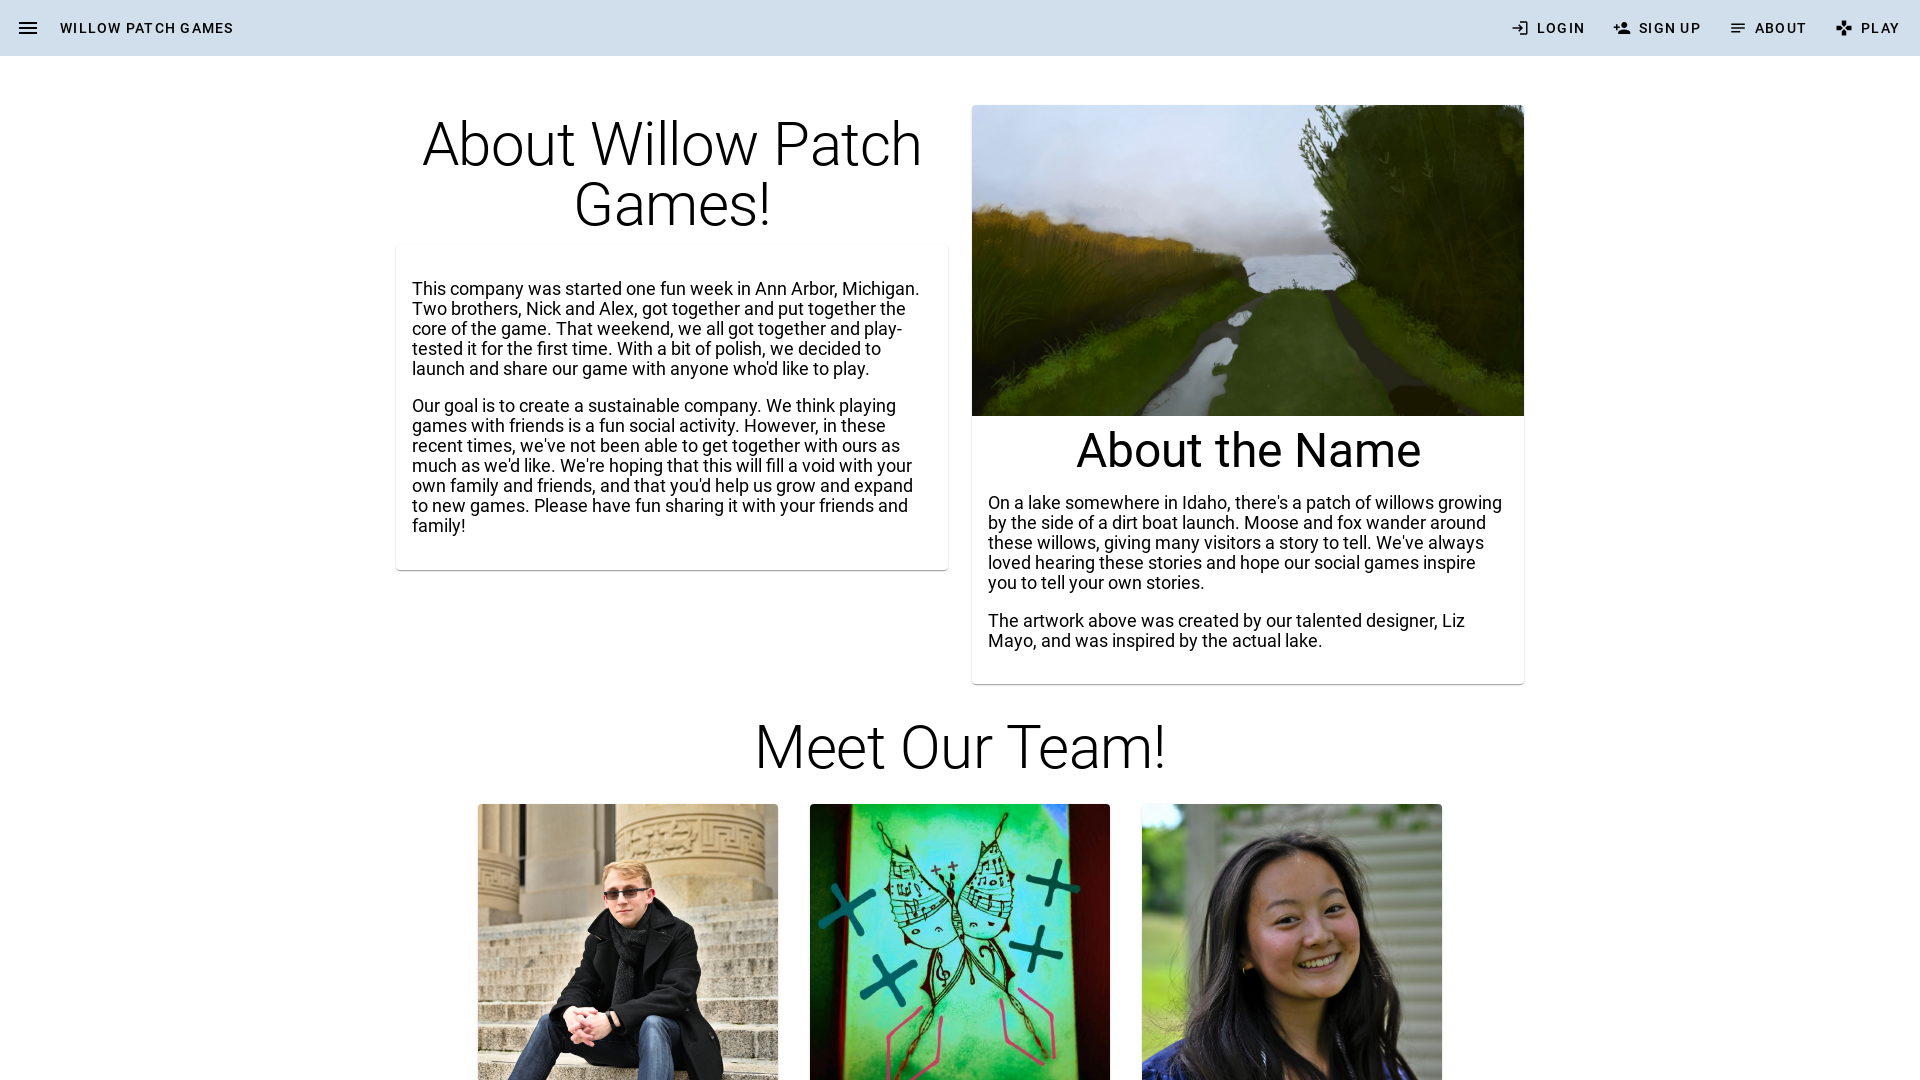 WILLOW PATCH GAMES
LOGIN
SIGN UP
ABOUT
PLAY
About Willow Patch
Games!
This company was started one fun week in Ann Arbor, Michigan.
Two brothers, Nick and Alex, got together and put together the
core of the game. That weekend, we all got together and play-
tested it for the first time. With a bit of polish, we decided to
launch and share our game with anyone who'd like to play.
Our goal is to create a sustainable company. We think playing
games with friends is a fun social activity. However, in these
recent times, we've not been able to get together with ours as
much as we'd like. We're hoping that this will fill a void with your
own family and friends, and that you'd help us grow and expand
to new games. Please have fun sharing it with your friends and
family!
About the Name
On a lake somewhere in Idaho, there's a patch of willows growing
by the side of a dirt boat launch. Moose and fox wander around
these willows, giving many visitors a story to tell. We've always
loved hearing these stories and hope our social games inspire
you to tell your own stories.
The artwork above was created by our talented designer, Liz
Mayo, and was inspired by the actual lake.
Meet Our Team!